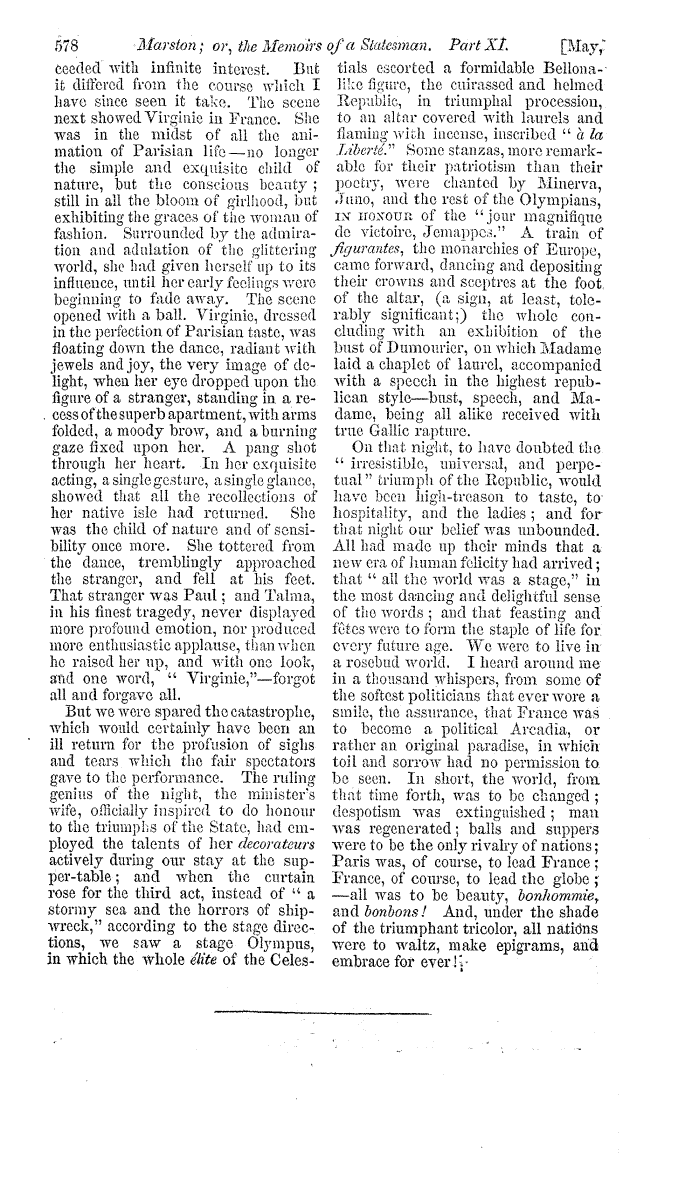 578 Marston; or, the Memoirs of a Statesman. Part XI. [May,
ceeded with infinite interest. But
it differed from the course which I
have since seen it take. The scene
next showed Virginie in France. She
was in the midst of all the ani-
mation of Parisian life—no longer
the simple and exquisite child of
nature, but the conscious beauty;
still in all the bloom of girlhood, but
exhibiting the graces of the woman of
fashion. Surrounded by the admira-
tion and adulation of the glittering
world, she had given herself up to its
influence, until her early feelings were
beginning to fade away. The scene
opened with a ball. Virginie, dressed
in the perfection of Parisian taste, was
floating down the dance, radiant with
jewels and joy, the very image of de-
light, when her eye dropped upon the
figure of a stranger, standing in a re-
cess of the superb apartment, with arms
folded, a moody brow, and a burning
gaze fixed upon her. A pang shot
through her heart. In her exquisite
acting, a single gesture, a single glance,
showed that all the recollections of
her native isle had returned. She
was the child of nature and of sensi-
bility once more. She tottered from
the dance, tremblingly approached
the stranger, and fell at his feet.
That stranger was Paul; and Talma,
in his finest tragedy, never displayed
more profound emotion, nor produced
more enthusiastic applause, than when
he raised her up, and with one look,
and one word, "Virginie,"—forgot
all and forgave all.
But we were spared the catastrophe,
which would certainly have been an
ill return for the profusion of sighs
and tears which the fair spectators
gave to the performance. The ruling
genius of the night, the minister's
wife, officially inspired to do honour
to the triumphs of the State, had em-
ployed the talents of her decorateurs
actively during our stay at the sup-
per-table; and when the curtain
rose for the third act, instead of "a
stormy sea and the horrors of ship-
wreck," according to the stage direc-
tions, we saw a stage Olympus,
in which the whole élite of the Celes-
tials escorted a formidable Bellona-
like figure, the cuirassed and helmed
Republic, in triumphal procession,
to an altar covered with laurels and
flaming with incense, inscribed "à la
Liberté." Some stanzas, more remark-
able for their patriotism than their
poetry, were chanted by Minerva,
Juno, and the rest of the Olympians,
IN HONOUR of the "jour magnifique
de victoire, Jemappes." A train of
figurantes, the monarchies of Europe,
came forward, dancing and depositing
their crowns and sceptres at the foot
of the altar, (a sign, at least, tole-
rably significant;) the whole con-
cluding with an exhibition of the
bust of Dumourier, on which Madame
laid a chaplet of laurel, accompanied
with a speech in the highest repub-
lican style—bust, speech, and Ma-
dame, being all alike received with
true Gallic rapture.
On that night, to have doubted the
"irresistible, universal, and perpe-
tual" triumph of the Republic, would
have been high-treason to taste, to
hospitality, and the ladies; and for
that night our belief was unbounded.
All had made up their minds that a
new era of human felicity had arrived;
that "all the world was a stage," in
the most dancing and delightful sense
of the words; and that feasting and
fêtes were to form the staple of life for
every future age. We were to live in
a rosebud world. I heard around me
in a thousand whispers, from some of
the softest politicians that ever wore a
smile, the assurance, that France was
to become a political Arcadia, or
rather an original paradise, in which
toil and sorrow had no permission to
be seen. In short, the world, from
that time forth, was to be changed;
despotism was extinguished; man
was regenerated; balls and suppers
were to be the only rivalry of nations;
Paris was, of course, to lead France;
France, of course, to lead the globe;
—all was to be beauty, bonhommie,
and bonbons! And, under the shade
of the triumphant tricolor, all nations
were to waltz, make epigrams, and
embrace for ever!